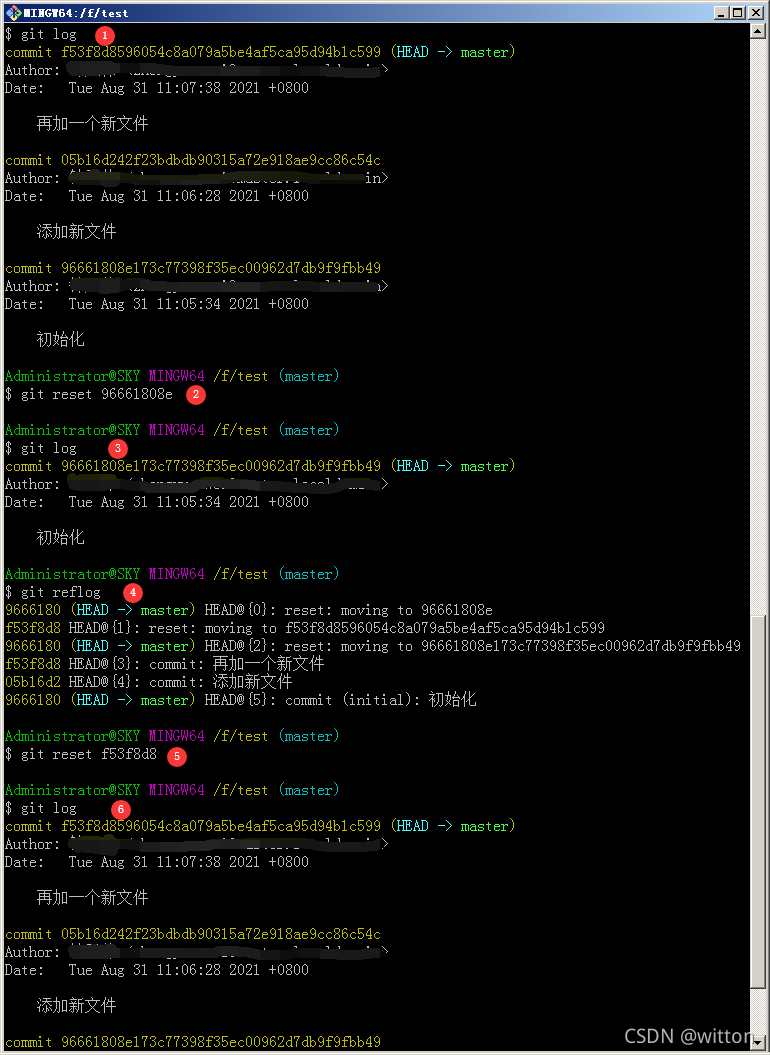 MINGW64:/f/test
$ git log 1
commit f53f8d8596054c8a079a5be4af5ca95d94b1c599 (HEAD -> master)
Author: >
Date: Tue Aug 31 11:07:38 2021 +0800
再加一个新文件
commit 05b16d242f23bdbdb90315a72e918ae9cc86c54c
Author: in>
Date: Tue Aug 31 11:06:28 2021 +0800
添加新文件
commit 96661808e173c77398f35ec00962d7db9f9fbb49
Author: >
Date: Tue Aug 31 11:05:34 2021 +0800
初始化
Administrator@SKY MINGW64 /f/test (master)
$ git reset 96661808e 2
Administrator@SKY MINGW64 /f/test (master)
$ git log 3
commit 96661808e173c77398f35ec00962d7db9f9fbb49 (HEAD -> master)
Author: >
Date: Tue Aug 31 11:05:34 2021 +0800
初始化
Administrator@SKY MINGW64 /f/test (master)
$ git reflog 4
9666180 (HEAD -> master) HEAD@{0}: reset: moving to 96661808e
f53f8d8 HEAD@{1}: reset: moving to f53f8d8596054c8a079a5be4af5ca95d94b1c599
9666180 (HEAD -> master) HEAD@{2}: reset: moving to 96661808e173c77398f35ec00962d7db9f9fbb49
f53f8d8 HEAD@{3}: commit: 再加一个新文件
05b16d2 HEAD@{4}: commit: 添加新文件
9666180 (HEAD -> master) HEAD@{5}: commit (initial): 初始化
Administrator@SKY MINGW64 /f/test (master)
$ git reset f53f8d8 5
Administrator@SKY MINGW64 /f/test (master)
$ git log 6
commit f53f8d8596054c8a079a5be4af5ca95d94b1c599 (HEAD -> master)
Author: >
Date: Tue Aug 31 11:07:38 2021 +0800
再加一个新文件
commit 05b16d242f23bdbdb90315a72e918ae9cc86c54c
Author: >
Date: Tue Aug 31 11:06:28 2021 +0800
添加新文件
commit 96661808e173c77398f35ec00962d7db9f9fbb49
CSDN @witton